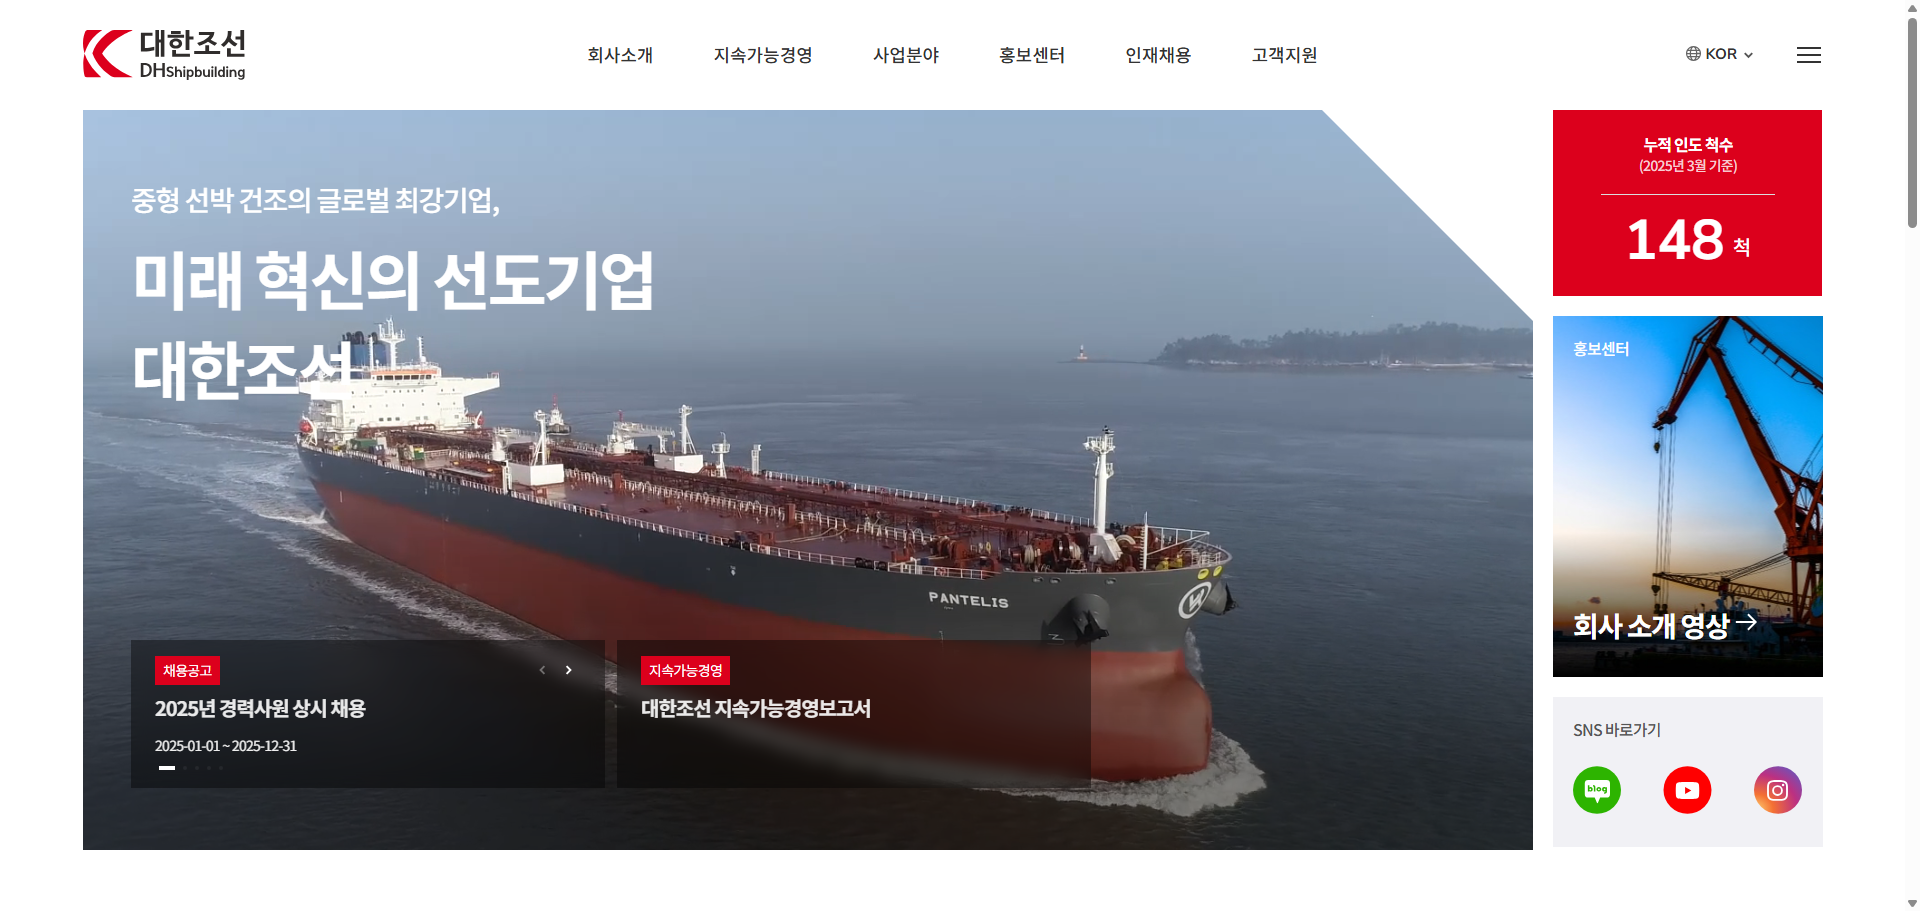 대한조선
DHShipbuilding
회사소개
지속가능경영
사업분야
홍보센터
인재채용
고객지원
KOR
중형 선박 건조의 글로벌 최강기업,
미래 혁신의 선도기업
대한조선
PANTELIS
채용공고
2025년 경력사원 상시 채용
2025-01-01 ~ 2025-12-31
지속가능경영
대한조선 지속가능경영보고서
누적 인도 척수
(2025년 3월 기준)
148 척
홍보센터
회사 소개 영상
SNS 바로가기
blog